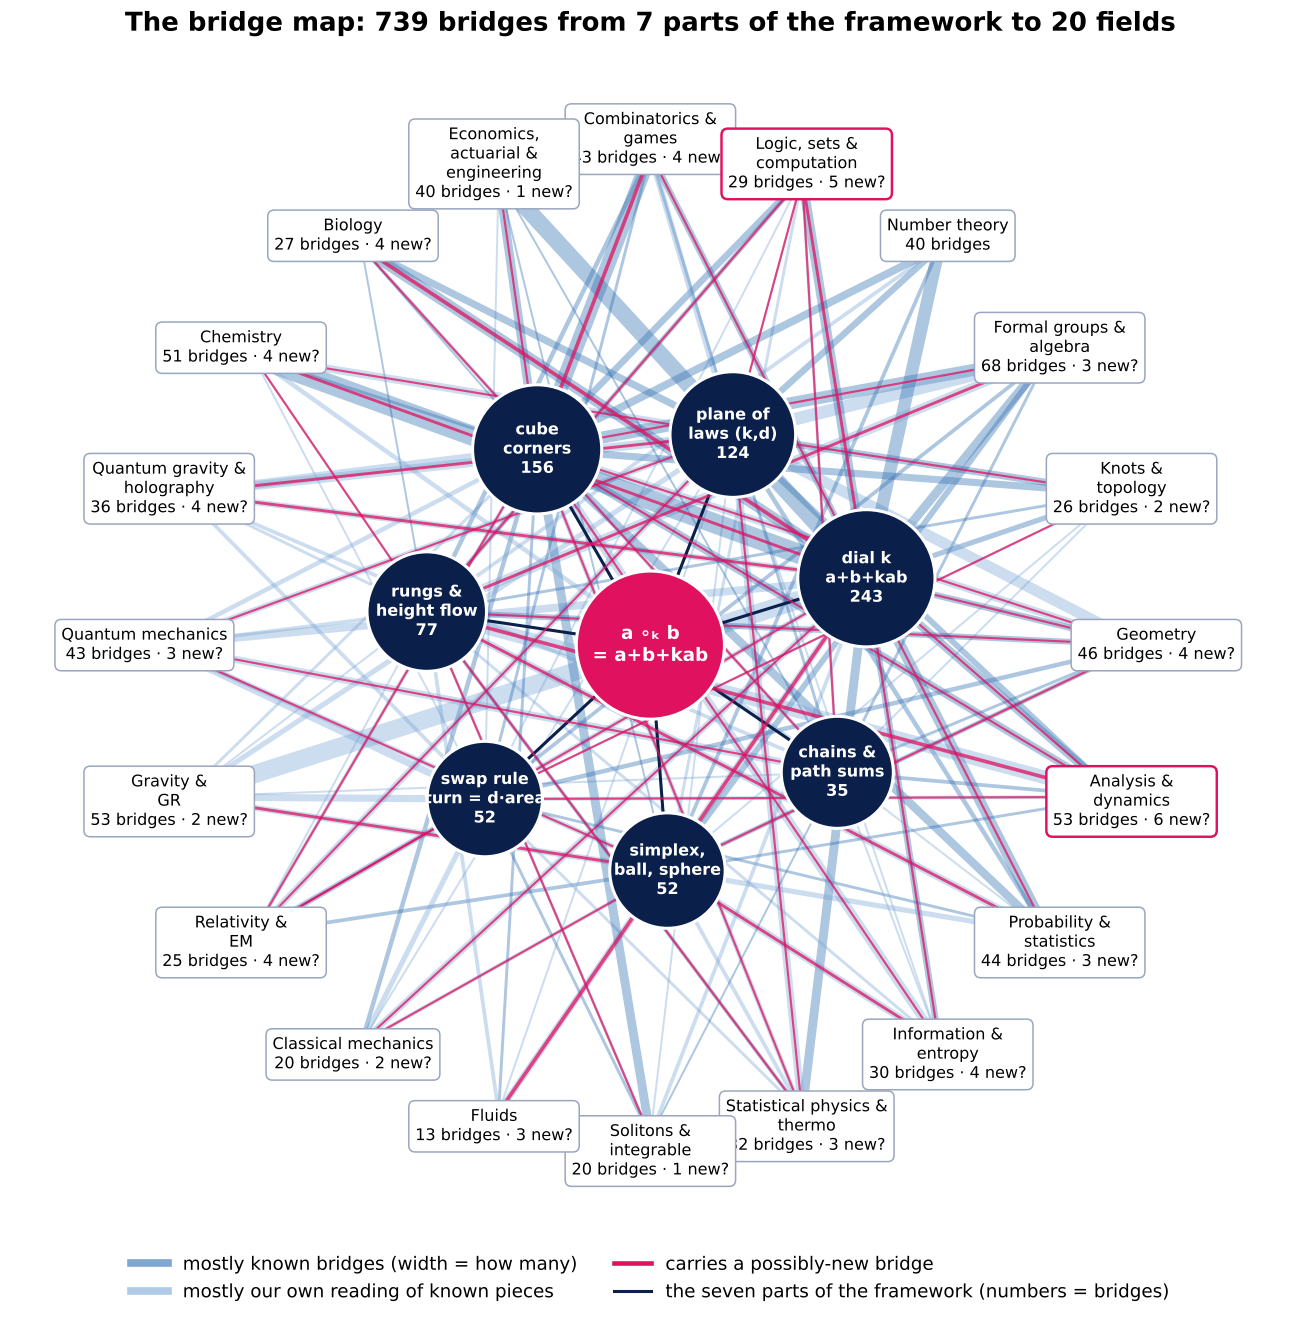 The bridge map: 739 bridges from 7 parts of the framework to 20 fields
Combinatorics &
games
3 bridges · 4 new
Economics,
actuarial &
engineering
40 bridges · 1 new?
Logic, sets &
computation
29 bridges · 5 new?
Biology
27 bridges · 4 new?
Number theory
40 bridges
Chemistry
51 bridges · 4 new?
Formal groups &
algebra
68 bridges · 3 new?
cube
corners
156
plane of
laws (k,d)
124
Quantum gravity &
holography
36 bridges · 4 new?
Knots &
topology
26 bridges · 2 new?
dial k
a+b+kab
243
rungs &
height flow
77
a ∘ₖ b
= a+b+kab
Quantum mechanics
43 bridges · 3 new?
Geometry
46 bridges · 4 new?
chains &
path sums
35
swap rule
turn = d·area
52
Gravity &
GR
53 bridges · 2 new?
Analysis &
dynamics
53 bridges · 6 new?
simplex,
ball, sphere
52
Relativity &
EM
25 bridges · 4 new?
Probability &
statistics
44 bridges · 3 new?
Classical mechanics
20 bridges · 2 new?
Information &
entropy
30 bridges · 4 new?
Fluids
13 bridges · 3 new?
Solitons &
integrable
20 bridges · 1 new?
Statistical physics &
thermo
2 bridges · 3 new?
mostly known bridges (width = how many)
mostly our own reading of known pieces
carries a possibly-new bridge
the seven parts of the framework (numbers = bridges)